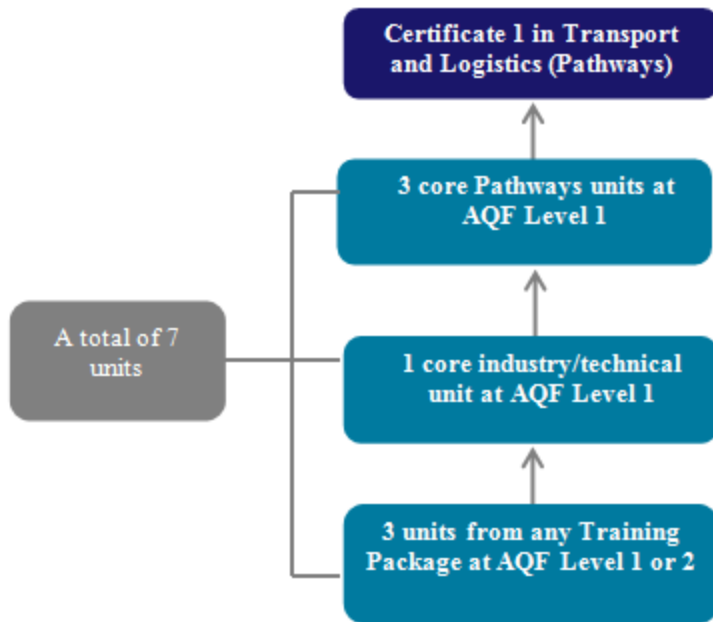 Certificate 1 in Transport
and Logistics (Pathways)
3 core Pathways units at
AQF Level 1
A total of 7
units
1 core industry/technical
unit at AQF Level 1
3 units from any Training
Package at AQF Level 1 or 2